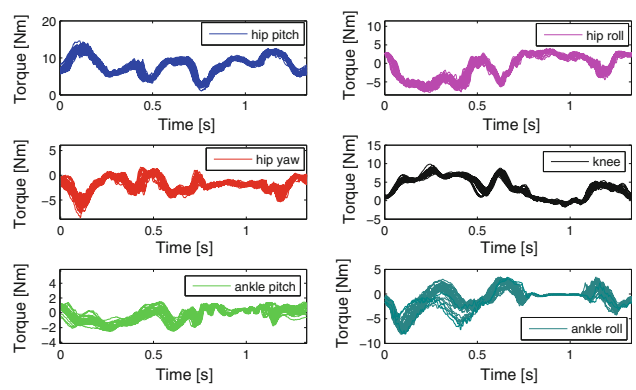 20
10
0
0
0.5
1
Torque [Nm]
Time [s]
hip pitch
10
5
0
-5
0
0.5
1
Torque [Nm]
Time [s]
hip roll
5
0
-5
0
0.5
1
Torque [Nm]
Time [s]
hip yaw
15
10
5
0
-5
0
0.5
1
Torque [Nm]
Time [s]
knee
6
4
2
0
-2
-4
0
0.5
1
Torque [Nm]
Time [s]
ankle pitch
5
0
-5
-10
0
0.5
1
Torque [Nm]
Time [s]
ankle roll